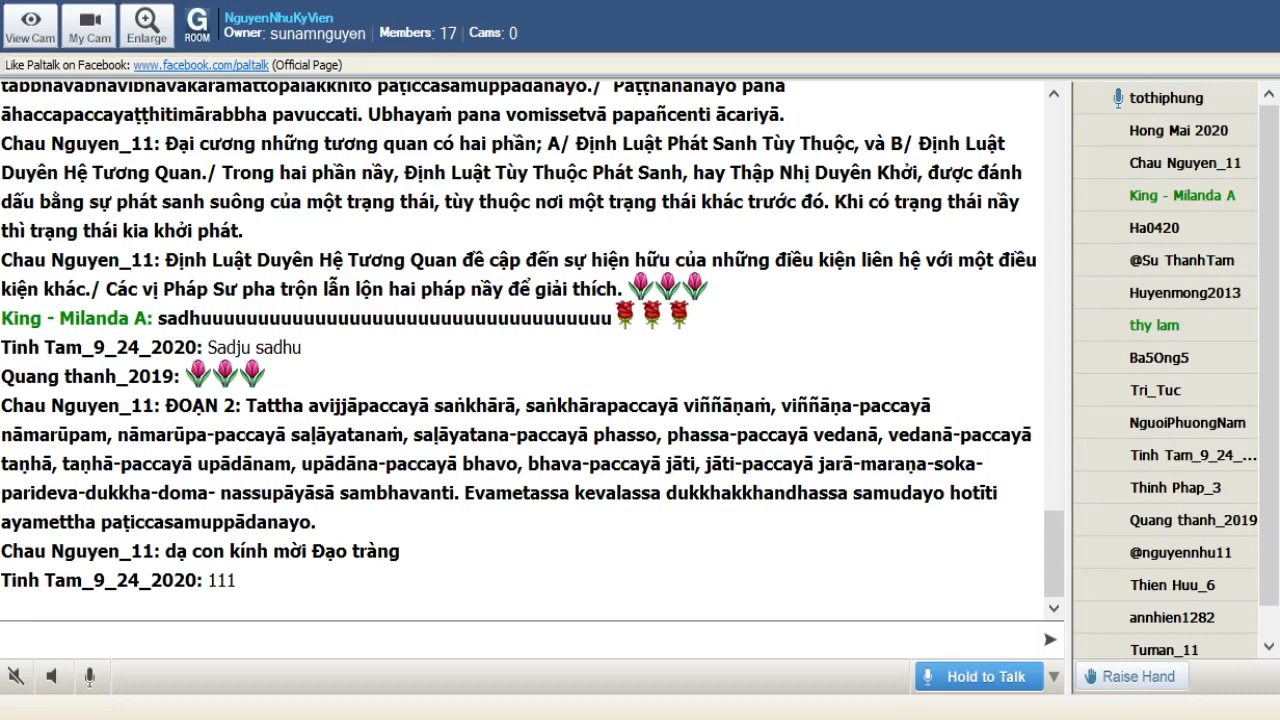 View Cam
My Cam
Enlarge
G
ROOM
NguyenNhuKyVien
Owner: sunamnguyen | Members: 17 | Cams: 0
Like Paltalk on Facebook: www.facebook.com/paltalk (Official Page)
tabbhāvabhāvībhāvākāramattopalakkhito paṭiccasamuppādanayo./ Paṭṭhānanayo pana
āhaccapaccayaṭṭhitimārabbha pavuccati. Ubhayaṁ pana vomissetvā papañcenti ācariyā.
Chau Nguyen_11: Đại cương những tương quan có hai phần; A/ Định Luật Phát Sanh Tùy Thuộc, và B/ Định Luật
Duyên Hệ Tương Quan./ Trong hai phần nầy, Định Luật Tùy Thuộc Phát Sanh, hay Thập Nhị Duyên Khởi, được đánh
dấu bằng sự phát sanh suông của một trạng thái, tùy thuộc nơi một trạng thái khác trước đó. Khi có trạng thái nầy
thì trạng thái kia khởi phát.
Chau Nguyen_11: Định Luật Duyên Hệ Tương Quan đề cập đến sự hiện hữu của những điều kiện liên hệ với một điều
kiện khác./ Các vị Pháp Sư pha trộn lẫn lộn hai pháp nầy để giải thích.
King - Milanda A: sadhuuuuuuuuuuuuuuuuuuuuuuuuuuuuuuuuuuuu
Tinh Tam_9_24_2020: Sadju sadhu
Quang thanh_2019:
Chau Nguyen_11: ĐOẠN 2: Tattha avijjāpaccayā saṅkhārā, saṅkhārapaccayā viññāṇaṁ, viññāṇa-paccayā
nāmarūpam, nāmarūpa-paccayā saḷāyatanaṁ, saḷāyatana-paccayā phasso, phassa-paccayā vedanā, vedanā-paccayā
taṇhā, taṇhā-paccayā upādānam, upādāna-paccayā bhavo, bhava-paccayā jāti, jāti-paccayā jarā-maraṇa-soka-
parideva-dukkha-doma- nassupāyāsā sambhavanti. Evametassa kevalassa dukkhakkhandhassa samudayo hotīti
ayamettha paṭiccasamuppādanayo.
Chau Nguyen_11: dạ con kính mời Đạo tràng
Tinh Tam_9_24_2020: 111
Hold to Talk
tothiphung
Hong Mai 2020
Chau Nguyen_11
King - Milanda A
Ha0420
@Su ThanhTam
Huyenmong2013
thy lam
Ba5Ong5
Tri_Tuc
NguoiPhuongNam
Tinh Tam_9_24_...
Thinh Phap_3
Quang thanh_2019
@nguyennhu11
Thien Huu_6
annhien1282
Tuman_11
Raise Hand